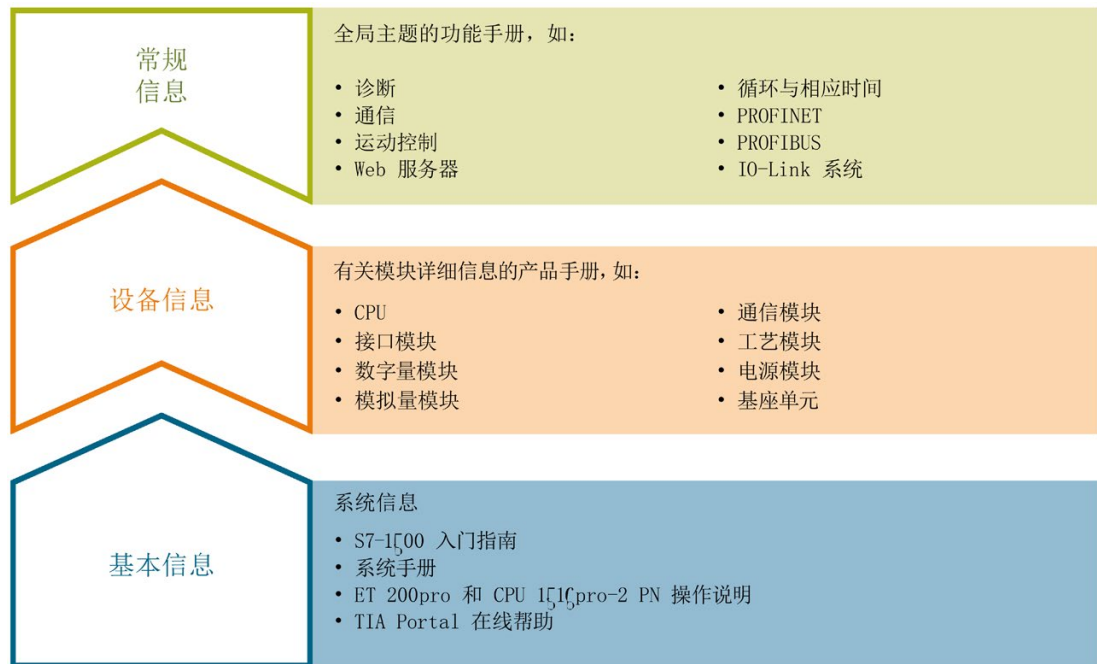 常规
信息
全局主题的功能手册，如：
• 诊断
• 通信
• 运动控制
• Web 服务器
• 循环与相应时间
• PROFINET
• PROFIBUS
• IO-Link 系统
设备信息
有关模块详细信息的产品手册，如：
• CPU
• 接口模块
• 数字量模块
• 模拟量模块
• 通信模块
• 工艺模块
• 电源模块
• 基座单元
基本信息
系统信息
• S7-1500 入门指南
• 系统手册
• ET 200pro 和 CPU 1516pro-2 PN 操作说明
• TIA Portal 在线帮助